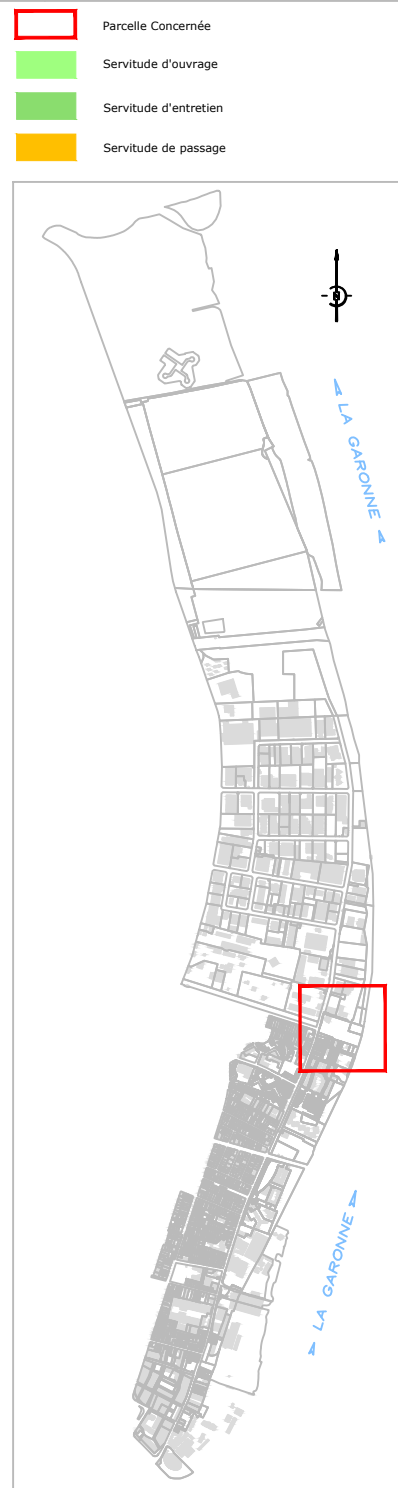 Parcelle Concernée
Servitude d'ouvrage
Servitude d'entretien
Servitude de passage
LA GARONNE
LA GARONNE